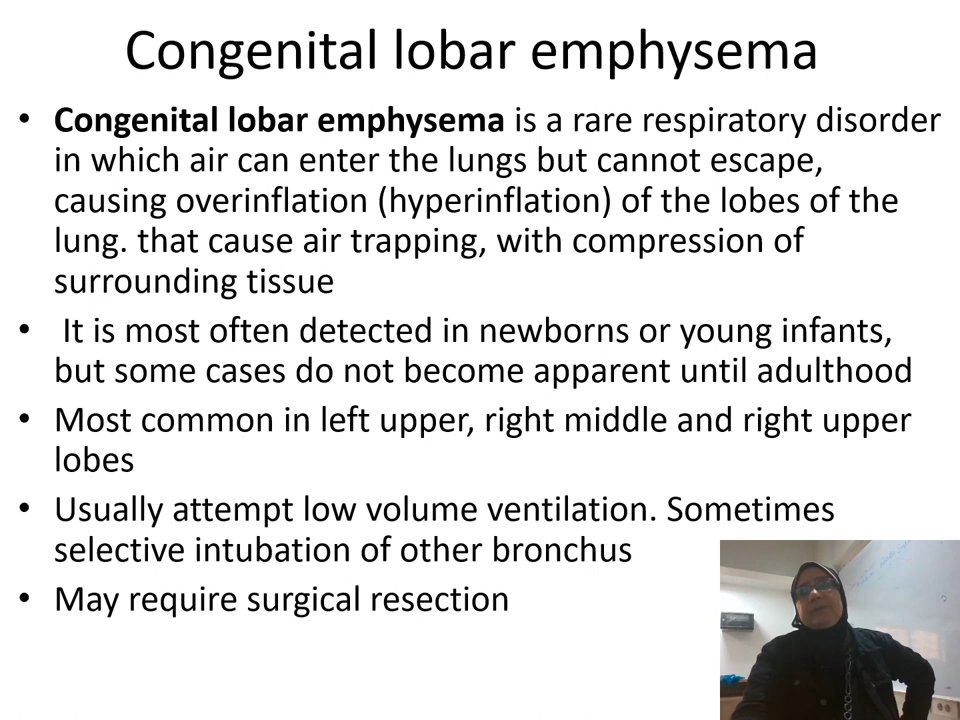 Congenital lobar emphysema
• Congenital lobar emphysema is a rare respiratory disorder
in which air can enter the lungs but cannot escape,
causing overinflation (hyperinflation) of the lobes of the
lung. that cause air trapping, with compression of
surrounding tissue
• It is most often detected in newborns or young infants,
but some cases do not become apparent until adulthood
• Most common in left upper, right middle and right upper
lobes
• Usually attempt low volume ventilation. Sometimes
selective intubation of other bronchus
• May require surgical resection